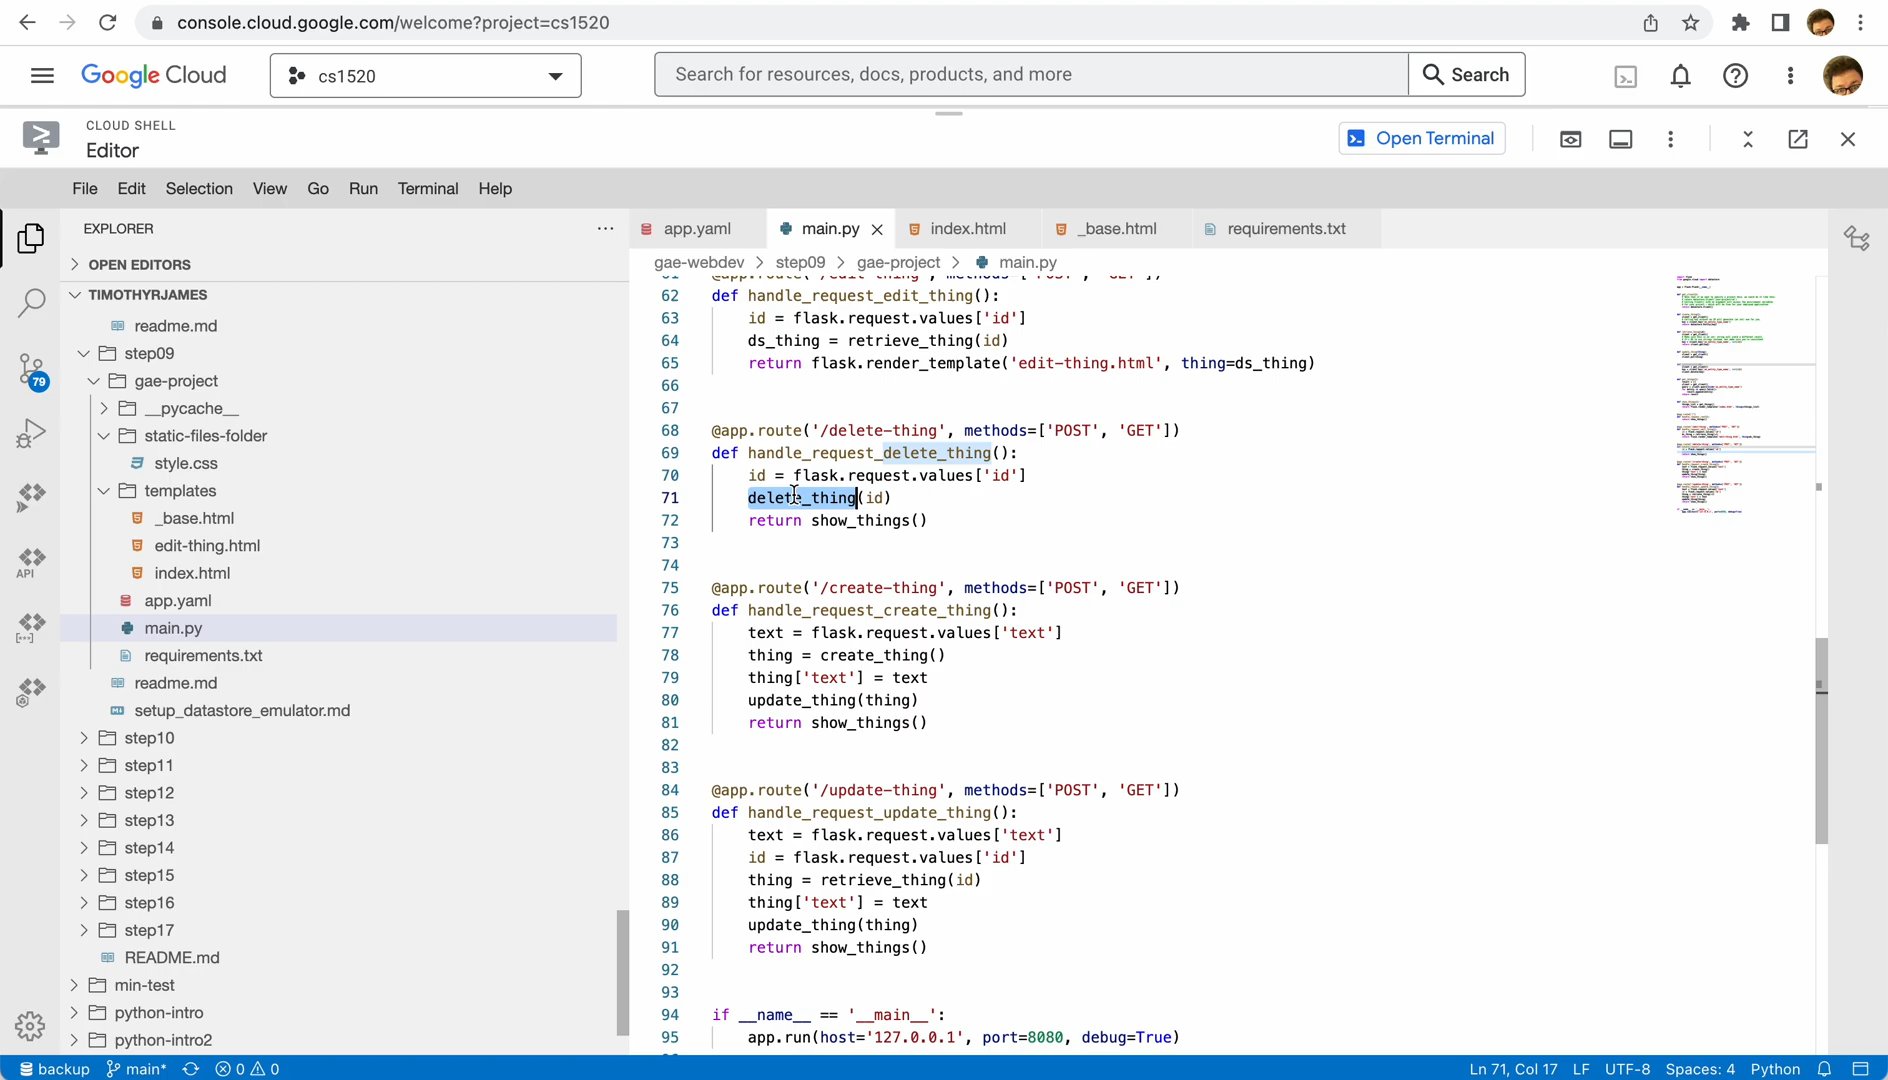 console.cloud.google.com/welcome?project=cs1520
Google Cloud
cs1520
Search for resources, docs, products, and more
Search
CLOUD SHELL
Editor
Open Terminal
File Edit Selection View Go Run Terminal Help
EXPLORER
OPEN EDITORS
TIMOTHYRJAMES
readme.md
step09
gae-project
__pycache__
static-files-folder
style.css
templates
_base.html
edit-thing.html
index.html
app.yaml
main.py
requirements.txt
readme.md
setup_datastore_emulator.md
step10
step11
step12
step13
step14
step15
step16
step17
README.md
min-test
python-intro
python-intro2
79
API
app.yaml main.py index.html _base.html requirements.txt
gae-webdev > step09 > gae-project > main.py
61 @app.route('/edit-thing', methods=['POST', 'GET'])
62 def handle_request_edit_thing():
63 id = flask.request.values['id']
64 ds_thing = retrieve_thing(id)
65 return flask.render_template('edit-thing.html', thing=ds_thing)
66
67
68 @app.route('/delete-thing', methods=['POST', 'GET'])
69 def handle_request_delete_thing():
70 id = flask.request.values['id']
71 delete_thing(id)
72 return show_things()
73
74
75 @app.route('/create-thing', methods=['POST', 'GET'])
76 def handle_request_create_thing():
77 text = flask.request.values['text']
78 thing = create_thing()
79 thing['text'] = text
80 update_thing(thing)
81 return show_things()
82
83
84 @app.route('/update-thing', methods=['POST', 'GET'])
85 def handle_request_update_thing():
86 text = flask.request.values['text']
87 id = flask.request.values['id']
88 thing = retrieve_thing(id)
89 thing['text'] = text
90 update_thing(thing)
91 return show_things()
92
93
94 if __name__ == '__main__':
95 app.run(host='127.0.0.1', port=8080, debug=True)
backup main* 0 0 Ln 71, Col 17 LF UTF-8 Spaces: 4 Python